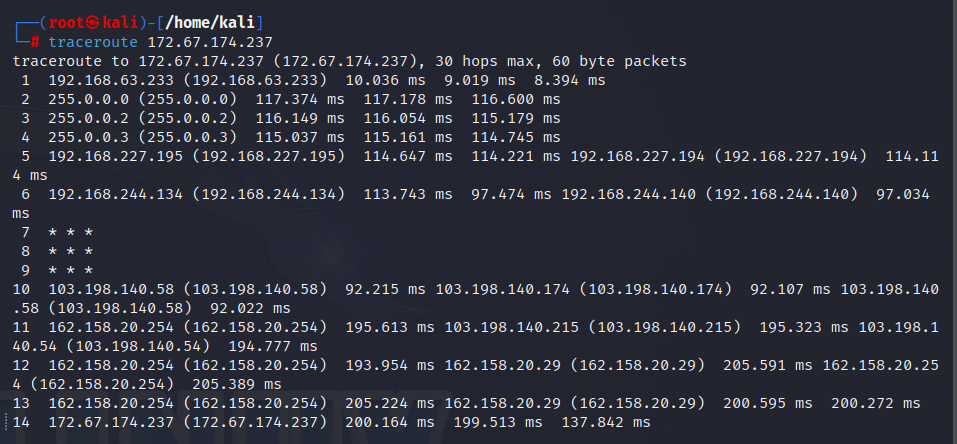 ┌──(root㉿kali)-[/home/kali]
└─# traceroute 172.67.174.237
traceroute to 172.67.174.237 (172.67.174.237), 30 hops max, 60 byte packets
 1  192.168.63.233 (192.168.63.233)  10.036 ms  9.019 ms  8.394 ms
 2  255.0.0.0 (255.0.0.0)  117.374 ms  117.178 ms  116.600 ms
 3  255.0.0.2 (255.0.0.2)  116.149 ms  116.054 ms  115.179 ms
 4  255.0.0.3 (255.0.0.3)  115.037 ms  115.161 ms  114.745 ms
 5  192.168.227.195 (192.168.227.195)  114.647 ms  114.221 ms 192.168.227.194 (192.168.227.194)  114.11
4 ms
 6  192.168.244.134 (192.168.244.134)  113.743 ms  97.474 ms 192.168.244.140 (192.168.244.140)  97.034
ms
 7  * * *
 8  * * *
 9  * * *
10  103.198.140.58 (103.198.140.58)  92.215 ms 103.198.140.174 (103.198.140.174)  92.107 ms 103.198.140
.58 (103.198.140.58)  92.022 ms
11  162.158.20.254 (162.158.20.254)  195.613 ms 103.198.140.215 (103.198.140.215)  195.323 ms 103.198.1
40.54 (103.198.140.54)  194.777 ms
12  162.158.20.254 (162.158.20.254)  193.954 ms 162.158.20.29 (162.158.20.29)  205.591 ms 162.158.20.25
4 (162.158.20.254)  205.389 ms
13  162.158.20.254 (162.158.20.254)  205.224 ms 162.158.20.29 (162.158.20.29)  200.595 ms  200.272 ms
14  172.67.174.237 (172.67.174.237)  200.164 ms  199.513 ms  137.842 ms